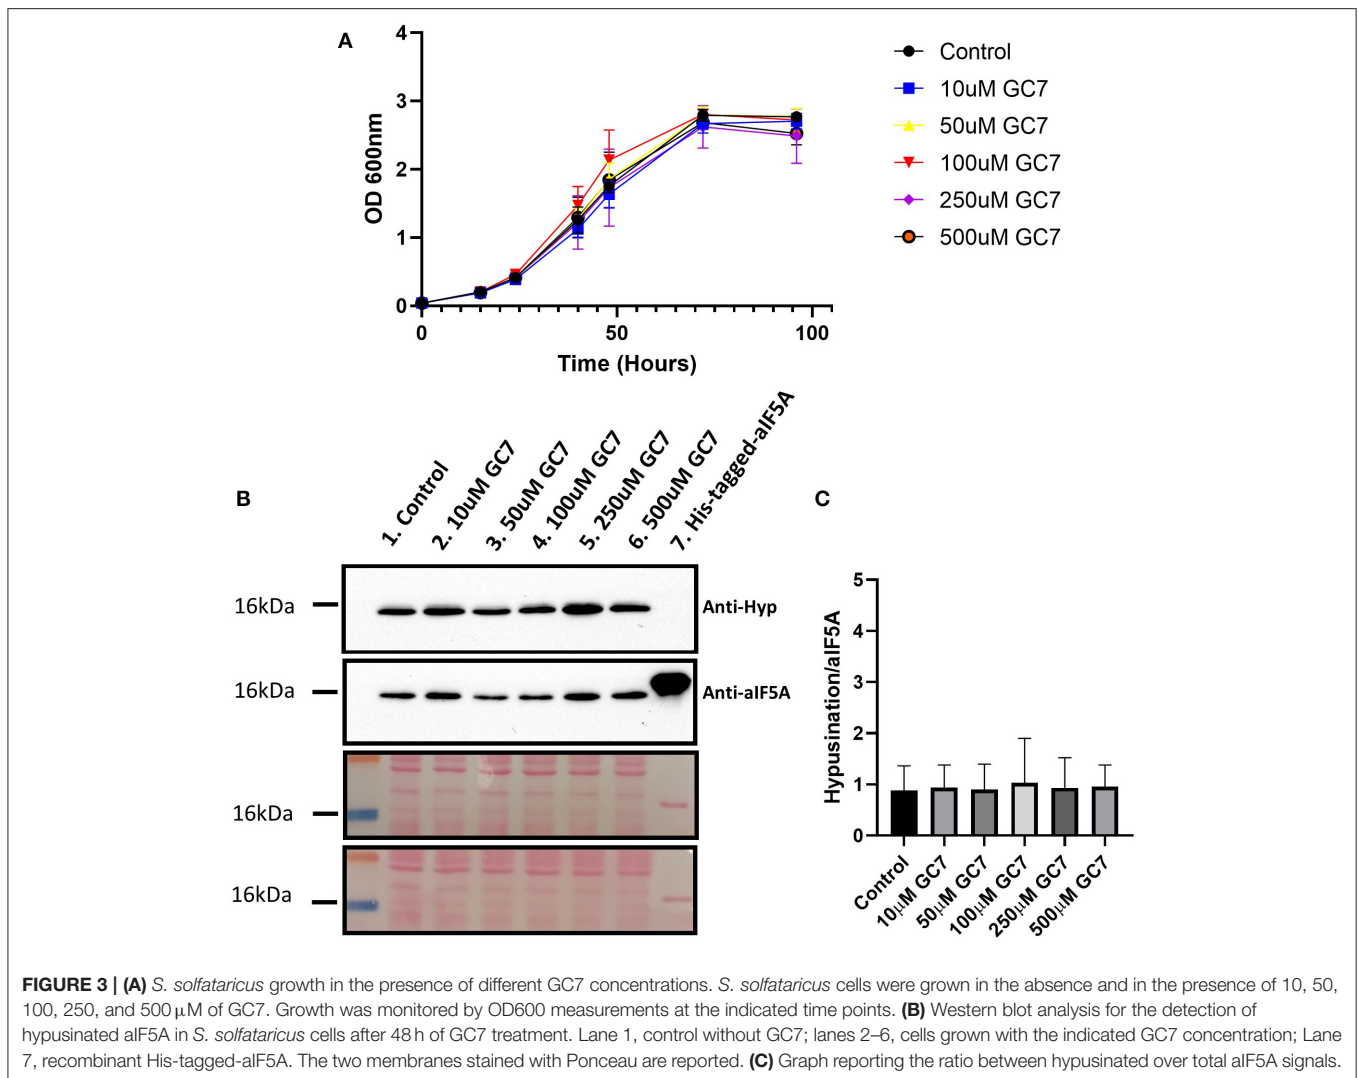 A
4
3
2
1
0
OD 600nm
0
50
100
Time (Hours)
Control
10uM GC7
50uM GC7
100uM GC7
250uM GC7
500uM GC7
B
1. Control
2. 10uM GC7
3. 50uM GC7
4. 100uM GC7
5. 250uM GC7
6. 500uM GC7
7. His-tagged-aIF5A
16kDa
Anti-Hyp
16kDa
Anti-aIF5A
16kDa
16kDa
C
5
4
3
2
1
0
Hypusination/aIF5A
Control
10µM GC7
50µM GC7
100µM GC7
250µM GC7
500µM GC7
FIGURE 3 | (A) S. solfataricus growth in the presence of different GC7 concentrations. S. solfataricus cells were grown in the absence and in the presence of 10, 50,
100, 250, and 500 µM of GC7. Growth was monitored by OD600 measurements at the indicated time points. (B) Western blot analysis for the detection of
hypusinated aIF5A in S. solfataricus cells after 48 h of GC7 treatment. Lane 1, control without GC7; lanes 2–6, cells grown with the indicated GC7 concentration; Lane
7, recombinant His-tagged-aIF5A. The two membranes stained with Ponceau are reported. (C) Graph reporting the ratio between hypusinated over total aIF5A signals.